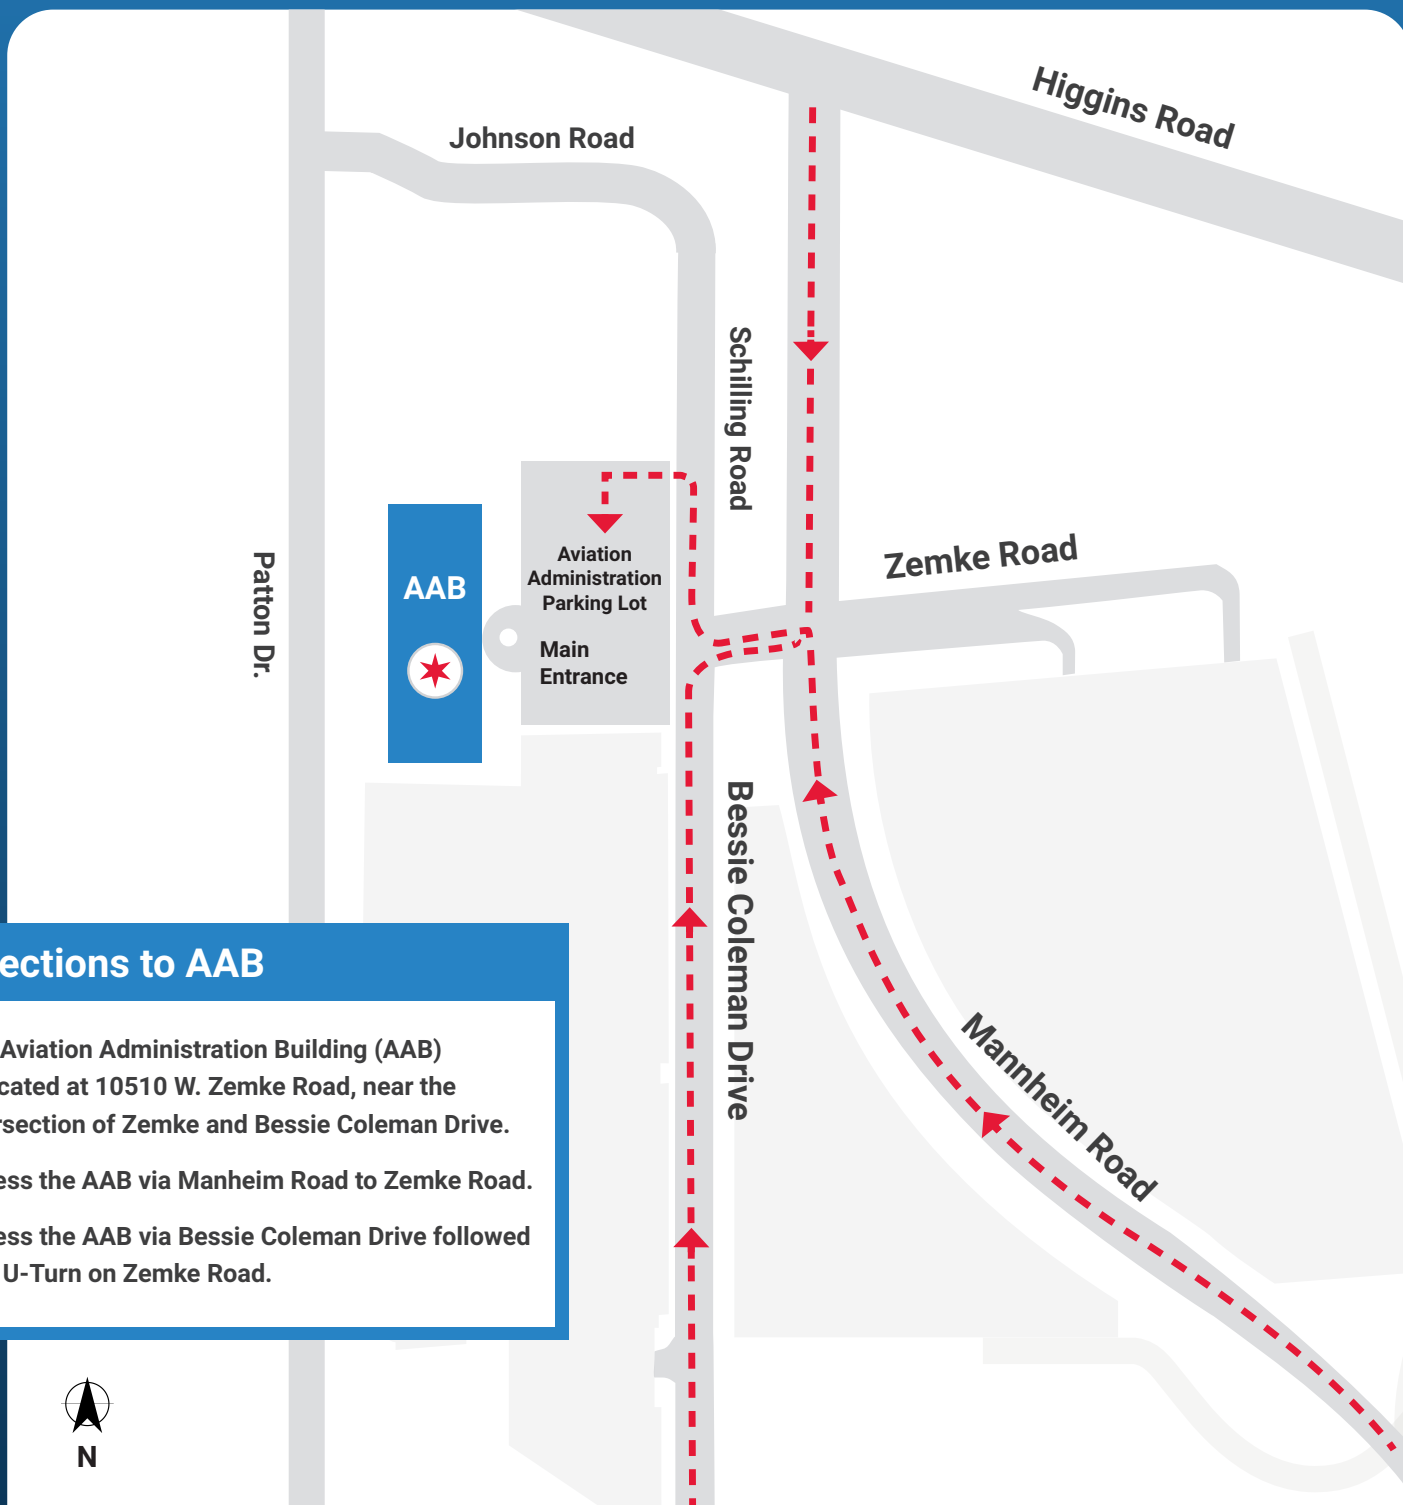 Higgins Road
Johnson Road
Schilling Road
Zemke Road
Patton Dr.
AAB
Aviation
Administration
Parking Lot
Main
Entrance
Bessie Coleman Drive
Mannheim Road
ections to AAB
Aviation Administration Building (AAB)
cated at 10510 W. Zemke Road, near the
rsection of Zemke and Bessie Coleman Drive.
ess the AAB via Manheim Road to Zemke Road.
ess the AAB via Bessie Coleman Drive followed
U-Turn on Zemke Road.
N